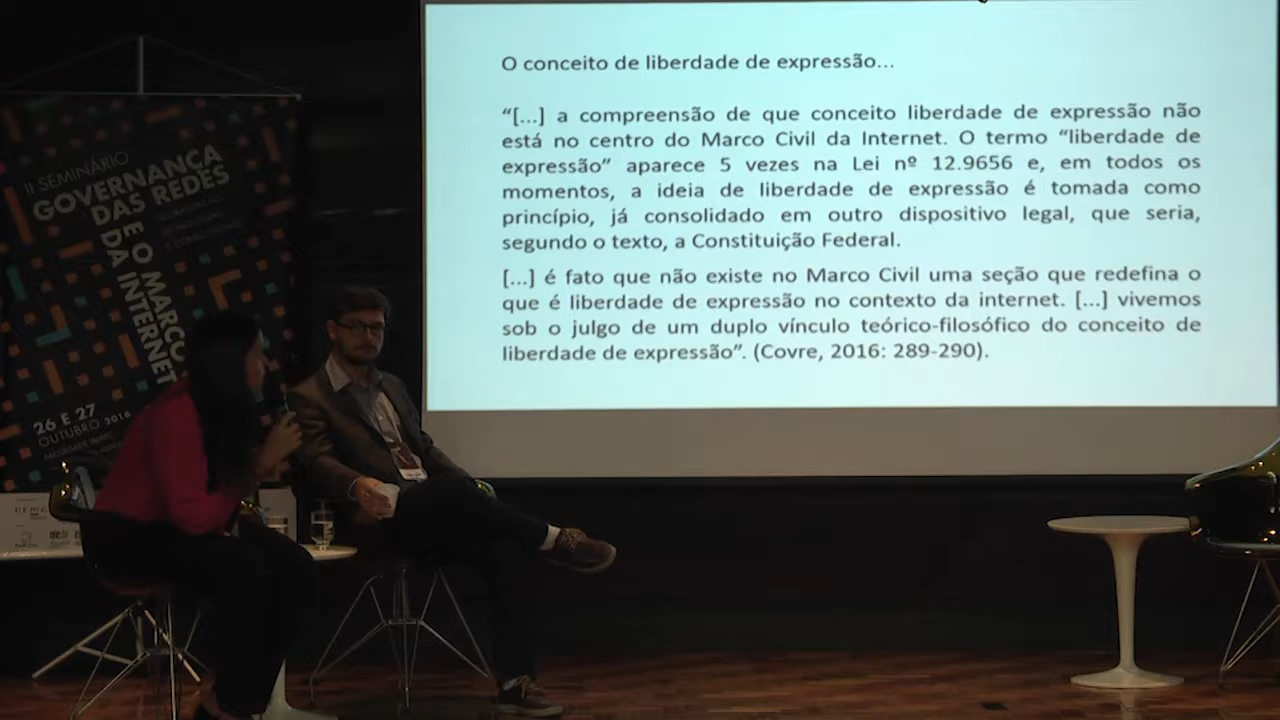 O conceito de liberdade de expressão...
“[...] a compreensão de que conceito liberdade de expressão não
está no centro do Marco Civil da Internet. O termo “liberdade de
expressão” aparece 5 vezes na Lei nº 12.9656 e, em todos os
momentos, a ideia de liberdade de expressão é tomada como
princípio, já consolidado em outro dispositivo legal, que seria,
segundo o texto, a Constituição Federal.
[...] é fato que não existe no Marco Civil uma seção que redefina o
que é liberdade de expressão no contexto da internet. [...] vivemos
sob o julgo de um duplo vínculo teórico-filosófico do conceito de
liberdade de expressão”. (Covre, 2016: 289-290).
II SEMINÁRIO
GOVERNANÇA
DAS REDES
E O MARCO
DA INTERNET
26 E 27
OUTUBRO 2016